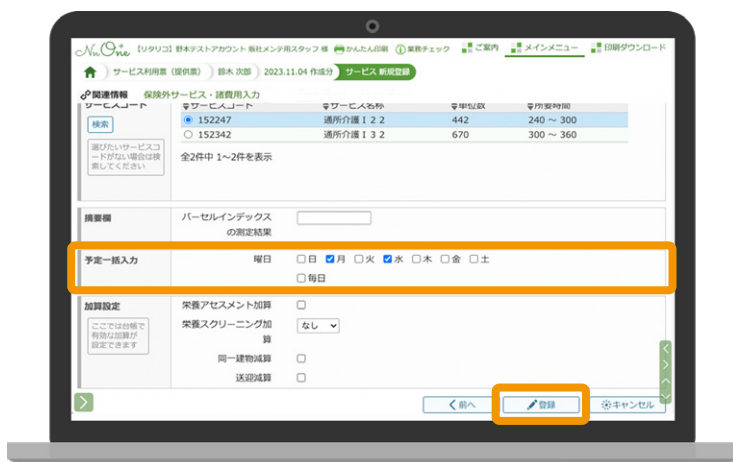 NnOne 【リタリコ】野本テストアカウント 販社メンテ用スタッフ 様 かんたん印刷 業務チェック ご案内 メインメニュー 印刷ダウンロード
サービス利用票（提供票） 鈴木 次郎 2023.11.04 作成分 サービス 新規登録
関連情報 保険外サービス・諸費用入力
サービスコード サービスコード サービス名称 単位数 所要時間
検索 152247 通所介護Ⅰ２２ 442 240 ～ 300
152342 通所介護Ⅰ３２ 670 300 ～ 360
選びたいサービスコ
ードがない場合は検
索してください
全2件中 1～2件を表示
摘要欄 バーセルインデックス
の測定結果
予定一括入力 曜日 日 月 火 水 木 金 土
毎日
加算設定 栄養アセスメント加算
ここでは台帳で
有効な加算が
設定できます
栄養スクリーニング加
算
なし
同一建物減算
送迎減算
前へ 登録 キャンセル